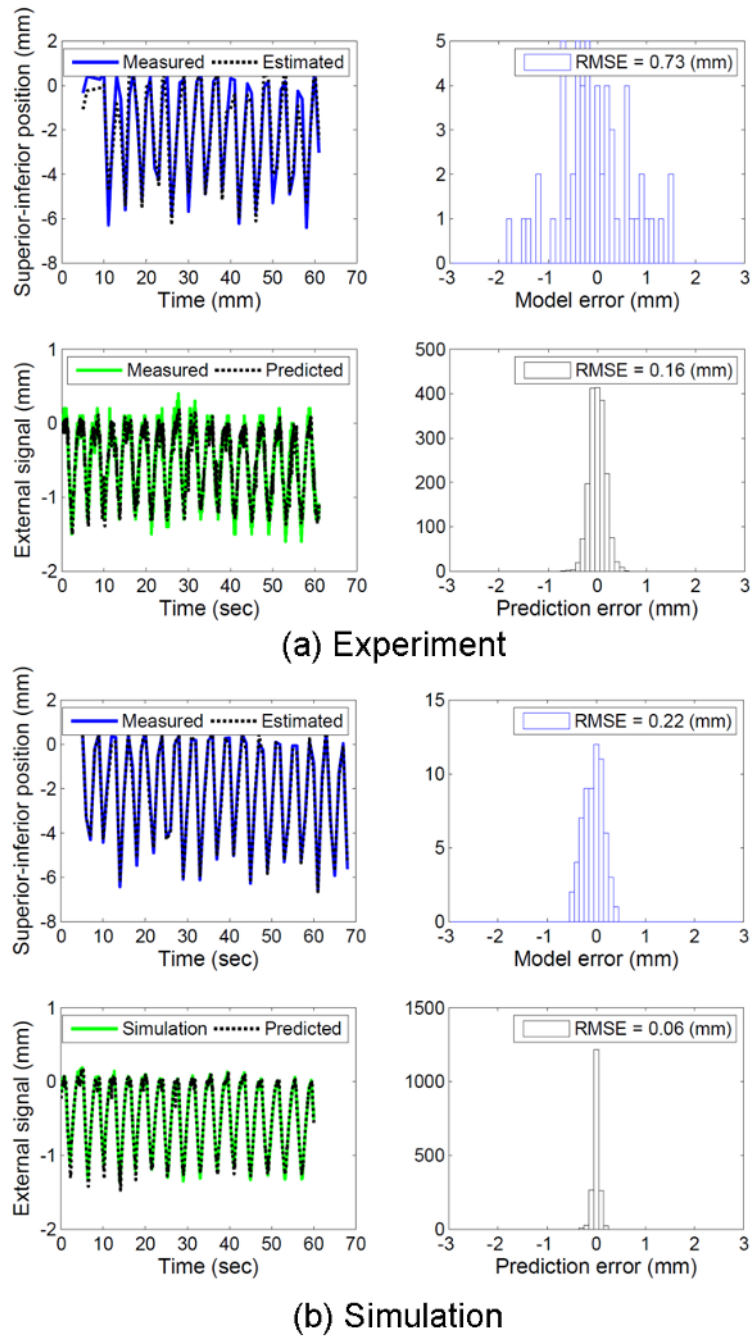 Superior-inferior position (mm)
2
0
-2
-4
-6
-8
Measured
Estimated
0 10 20 30 40 50 60 70
Time (mm)
5
4
3
2
1
0
RMSE = 0.73 (mm)
-3 -2 -1 0 1 2 3
Model error (mm)
External signal (mm)
1
0
-1
-2
Measured
Predicted
0 10 20 30 40 50 60 70
Time (sec)
500
400
300
200
100
0
RMSE = 0.16 (mm)
-3 -2 -1 0 1 2 3
Prediction error (mm)
(a) Experiment
Superior-inferior position (mm)
2
0
-2
-4
-6
-8
Measured
Estimated
0 10 20 30 40 50 60 70
Time (sec)
15
10
5
0
RMSE = 0.22 (mm)
-3 -2 -1 0 1 2 3
Model error (mm)
External signal (mm)
1
0
-1
-2
Simulation
Predicted
0 10 20 30 40 50 60 70
Time (sec)
1500
1000
500
0
RMSE = 0.06 (mm)
-3 -2 -1 0 1 2 3
Prediction error (mm)
(b) Simulation